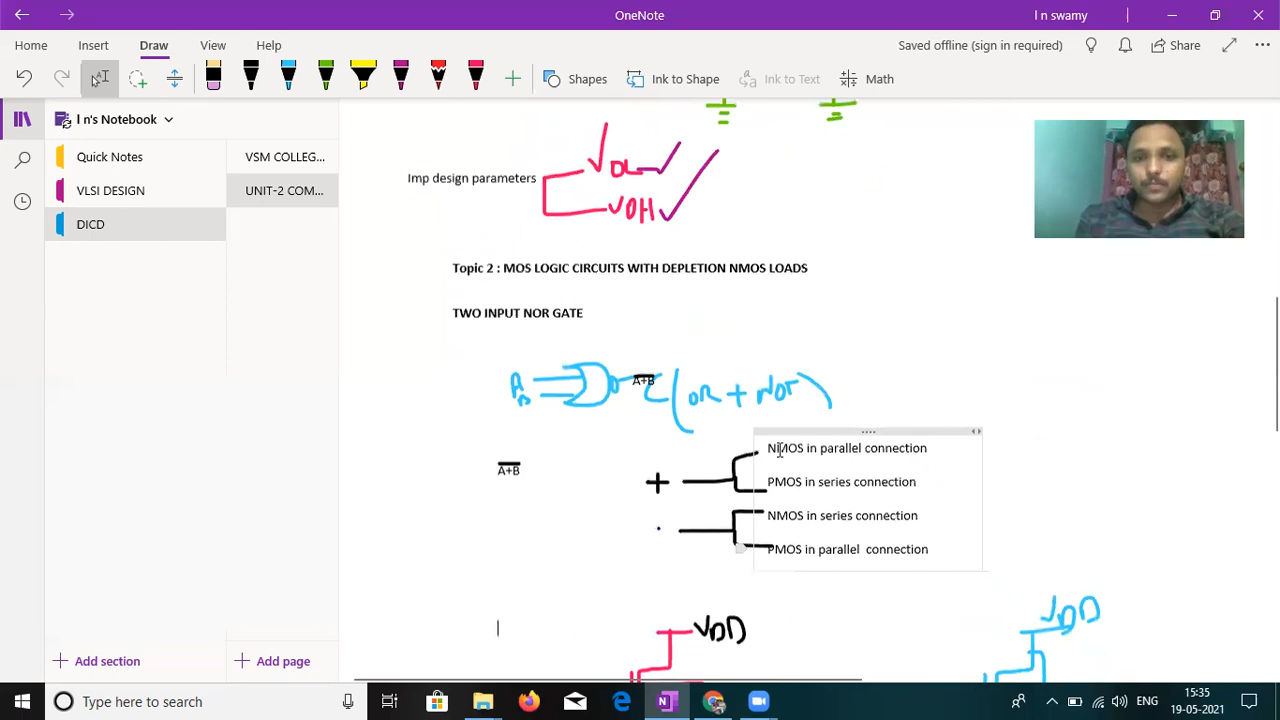 OneNote
I n swamy
Home
Insert
Draw
View
Help
Saved offline (sign in required)
Share
Shapes
Ink to Shape
Ink to Text
Math
I n's Notebook
Quick Notes
VLSI DESIGN
DICD
VSM COLLEG...
UNIT-2 COM...
Imp design parameters
VOL
VOH
Topic 2 : MOS LOGIC CIRCUITS WITH DEPLETION NMOS LOADS
TWO INPUT NOR GATE
A
B
A+B
(OR + NOT)
A+B
+
.
NMOS in parallel connection
PMOS in series connection
NMOS in series connection
PMOS in parallel connection
VDD
VDD
Add section
Add page
Type here to search
ENG
15:35
19-05-2021